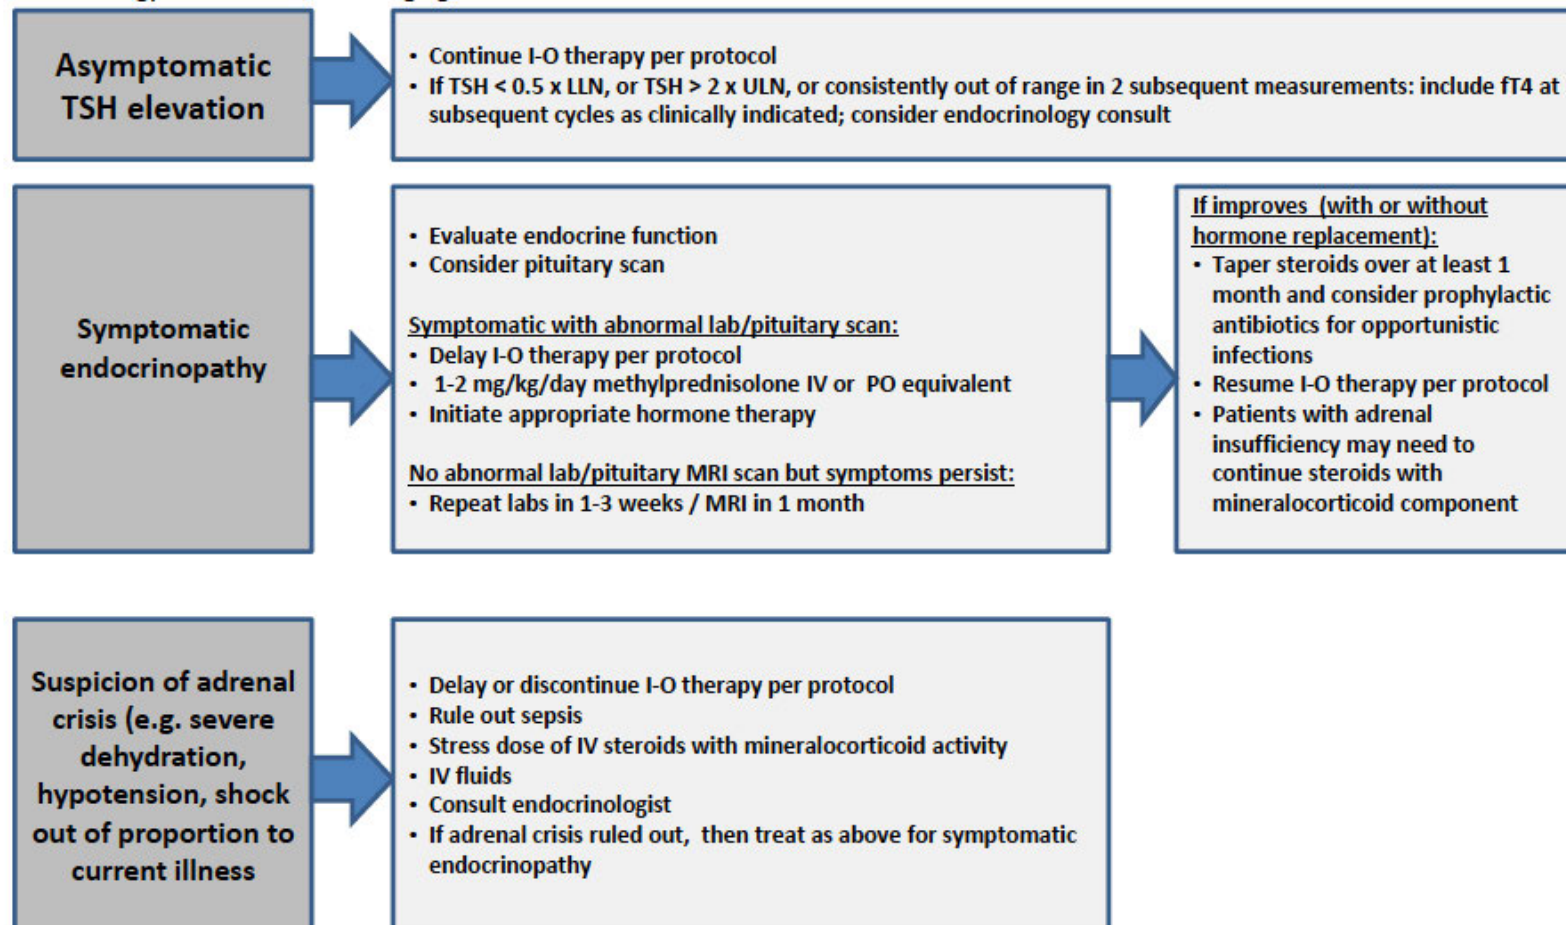 Asymptomatic
TSH elevation
• Continue I-O therapy per protocol
• If TSH < 0.5 x LLN, or TSH > 2 x ULN, or consistently out of range in 2 subsequent measurements: include fT4 at
subsequent cycles as clinically indicated; consider endocrinology consult
Symptomatic
endocrinopathy
• Evaluate endocrine function
• Consider pituitary scan
Symptomatic with abnormal lab/pituitary scan:
• Delay I-O therapy per protocol
• 1-2 mg/kg/day methylprednisolone IV or PO equivalent
• Initiate appropriate hormone therapy
No abnormal lab/pituitary MRI scan but symptoms persist:
• Repeat labs in 1-3 weeks / MRI in 1 month
If improves (with or without
hormone replacement):
• Taper steroids over at least 1
month and consider prophylactic
antibiotics for opportunistic
infections
• Resume I-O therapy per protocol
• Patients with adrenal
insufficiency may need to
continue steroids with
mineralocorticoid component
Suspicion of adrenal
crisis (e.g. severe
dehydration,
hypotension, shock
out of proportion to
current illness
• Delay or discontinue I-O therapy per protocol
• Rule out sepsis
• Stress dose of IV steroids with mineralocorticoid activity
• IV fluids
• Consult endocrinologist
• If adrenal crisis ruled out, then treat as above for symptomatic
endocrinopathy